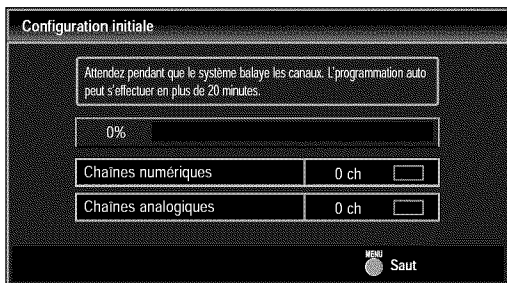 Configuration initiale
Attendez pendant que le système balaye les canaux. L'programmation auto
peut s'effectuer en plus de 20 minutes.
0%
Chaînes numériques 0 ch
Chaînes analogiques 0 ch
MENU
Saut